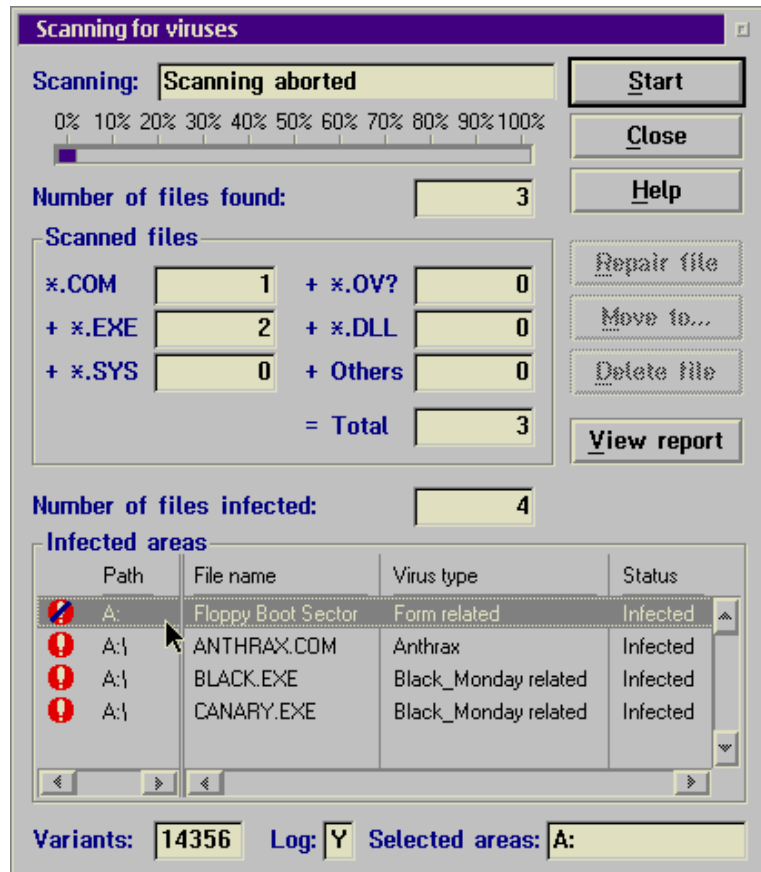 Scanning for viruses
Scanning: Scanning aborted
Start
0% 10% 20% 30% 40% 50% 60% 70% 80% 90% 100%
Close
Number of files found: 3
Help
Scanned files
*.COM 1 + *.OV? 0
Repair file
+ *.EXE 2 + *.DLL 0
Move to...
+ *.SYS 0 + Others 0
Delete file
= Total 3
View report
Number of files infected: 4
Infected areas
Path File name Virus type Status
A: Floppy Boot Sector Form related Infected
A:\ ANTHRAX.COM Anthrax Infected
A:\ BLACK.EXE Black_Monday related Infected
A:\ CANARY.EXE Black_Monday related Infected
Variants: 14356 Log: Y Selected areas: A: